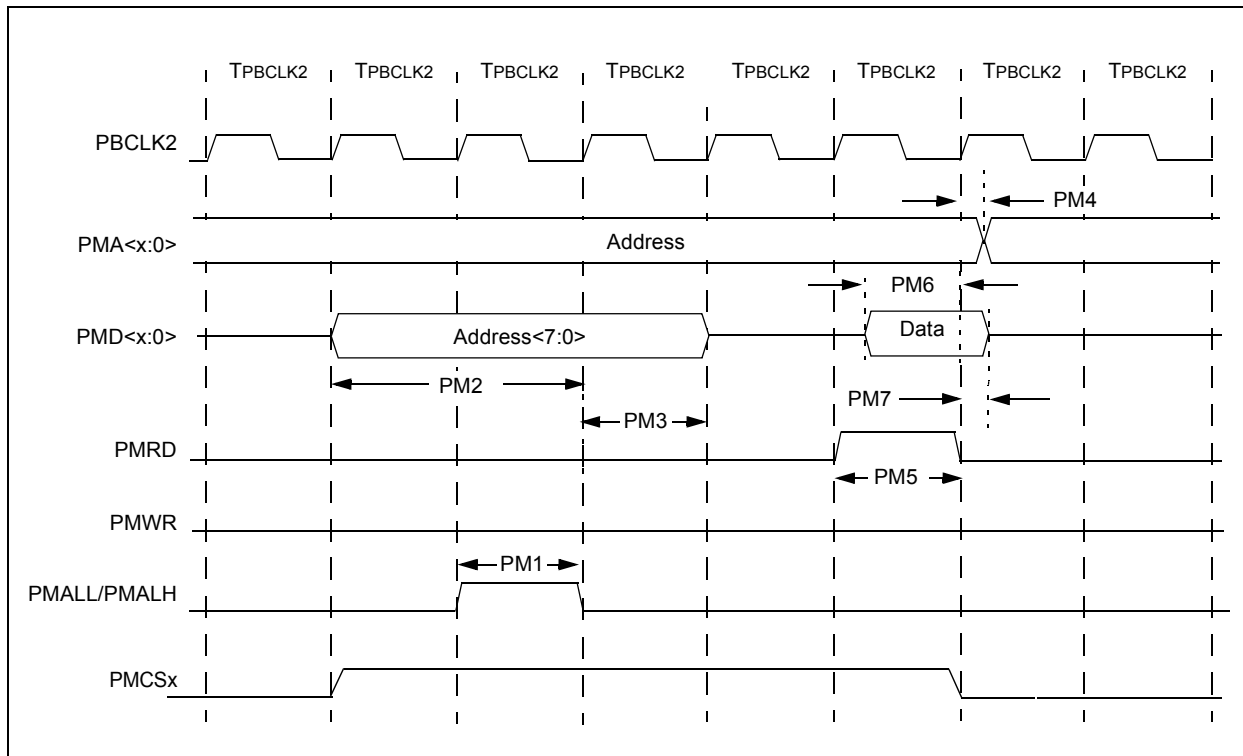 TPBCLK2 TPBCLK2 TPBCLK2 TPBCLK2 TPBCLK2 TPBCLK2 TPBCLK2 TPBCLK2
PBCLK2
PM4
PMA<x:0>
Address
PM6
PMD<x:0>
Address<7:0>
Data
PM2
PM7
PM3
PMRD
PM5
PMWR
PM1
PMALL/PMALH
PMCSx